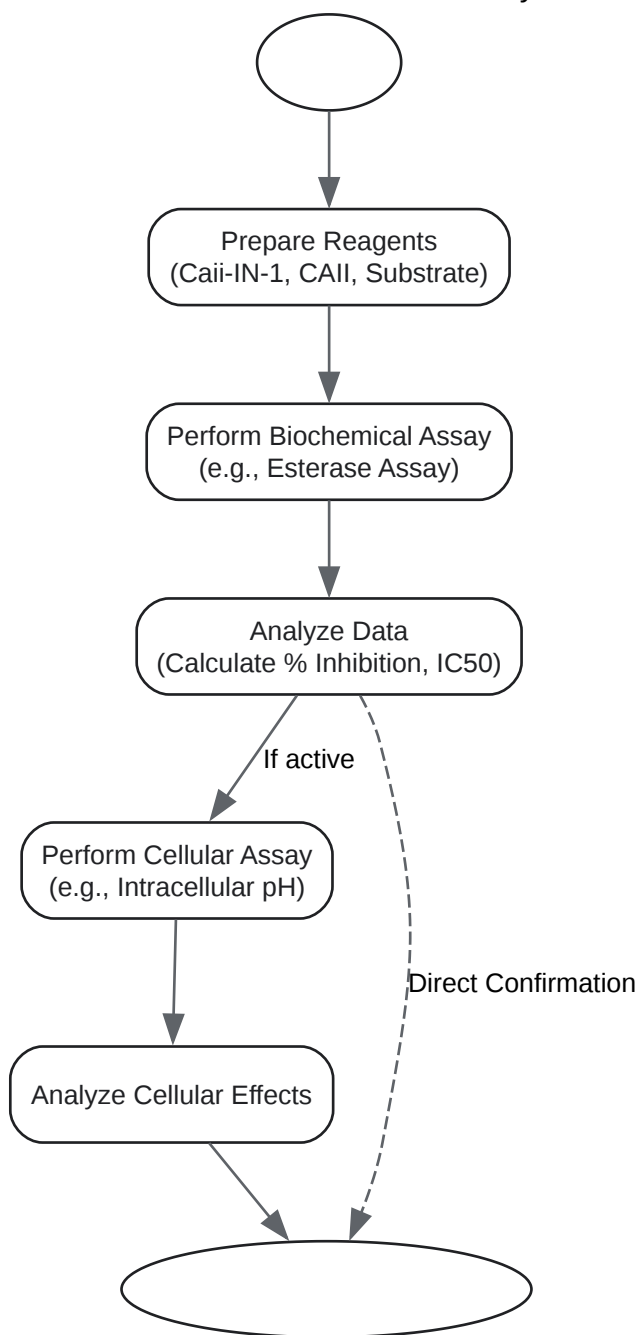 Prepare Reagents
(Caii-IN-1, CAII, Substrate)
Perform Biochemical Assay
(e.g., Esterase Assay)
Analyze Data
(Calculate % Inhibition, IC50)
If active
Perform Cellular Assay
(e.g., Intracellular pH)
Direct Confirmation
Analyze Cellular Effects